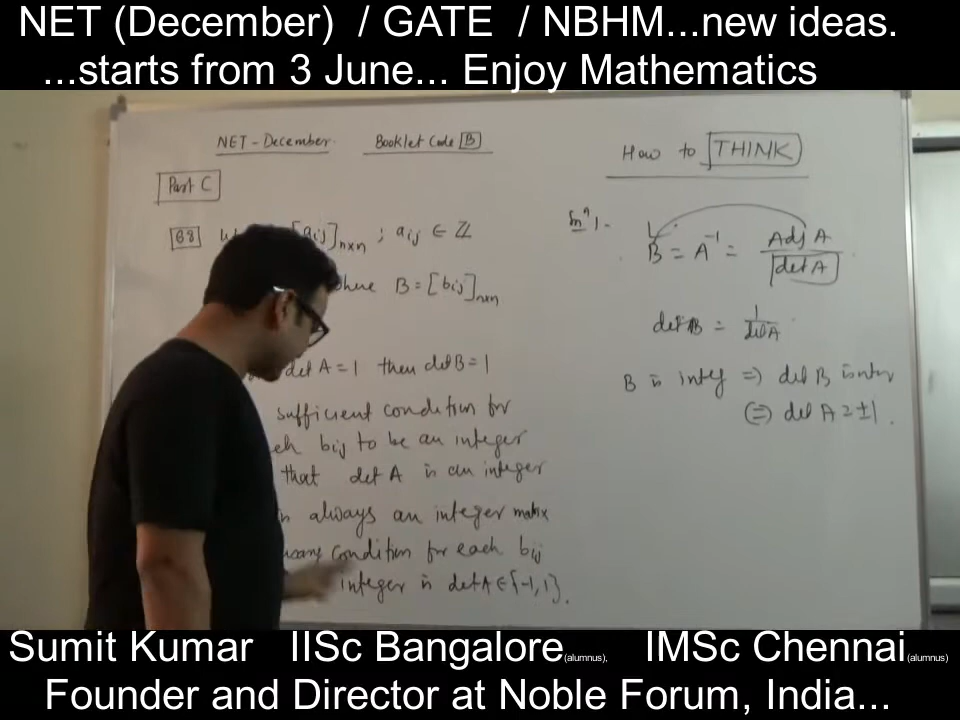 NET (December) / GATE / NBHM...new ideas.
...starts from 3 June... Enjoy Mathematics
NET - December Booklet Code B
Part C
68 [aij]nxn ; aij ∈ ℤ
where B = [bij]nxn
det A = 1 then det B = 1
sufficient condition for
bij to be an integer
that det A is an integer
always an integer matrix
condition for each bij
integer is det A ∈ {-1, 1}.
How to THINK
B = A⁻¹ = Adj A / det A
det B = 1 / det A
B is integ ⇒ det B is
det A = ±1.
Sumit Kumar IISc Bangalore(alumnus), IMSc Chennai(alumnus)
Founder and Director at Noble Forum, India...